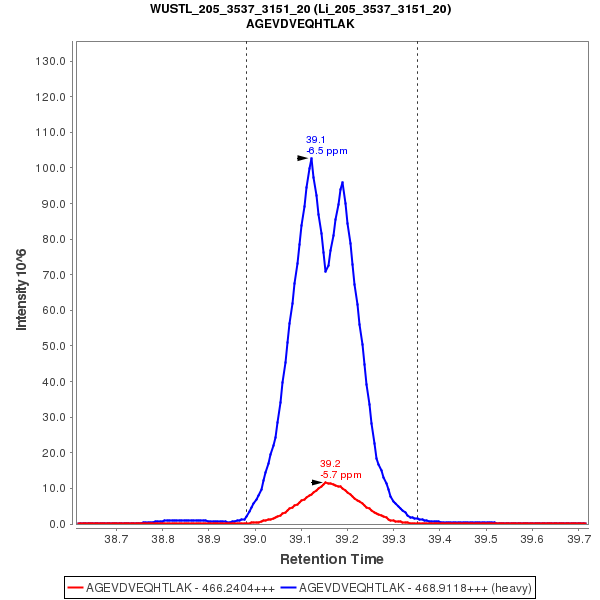 WUSTL_205_3537_3151_20 (Li_205_3537_3151_20)
AGEVDVEQHTLAK
Intensity 10^6
130.0
120.0
110.0
100.0
90.0
80.0
70.0
60.0
50.0
40.0
30.0
20.0
10.0
0.0
39.1
-6.5 ppm
39.2
-5.7 ppm
38.7 38.8 38.9 39.0 39.1 39.2 39.3 39.4 39.5 39.6 39.7
Retention Time
AGEVDVEQHTLAK - 466.2404+++ AGEVDVEQHTLAK - 468.9118+++ (heavy)